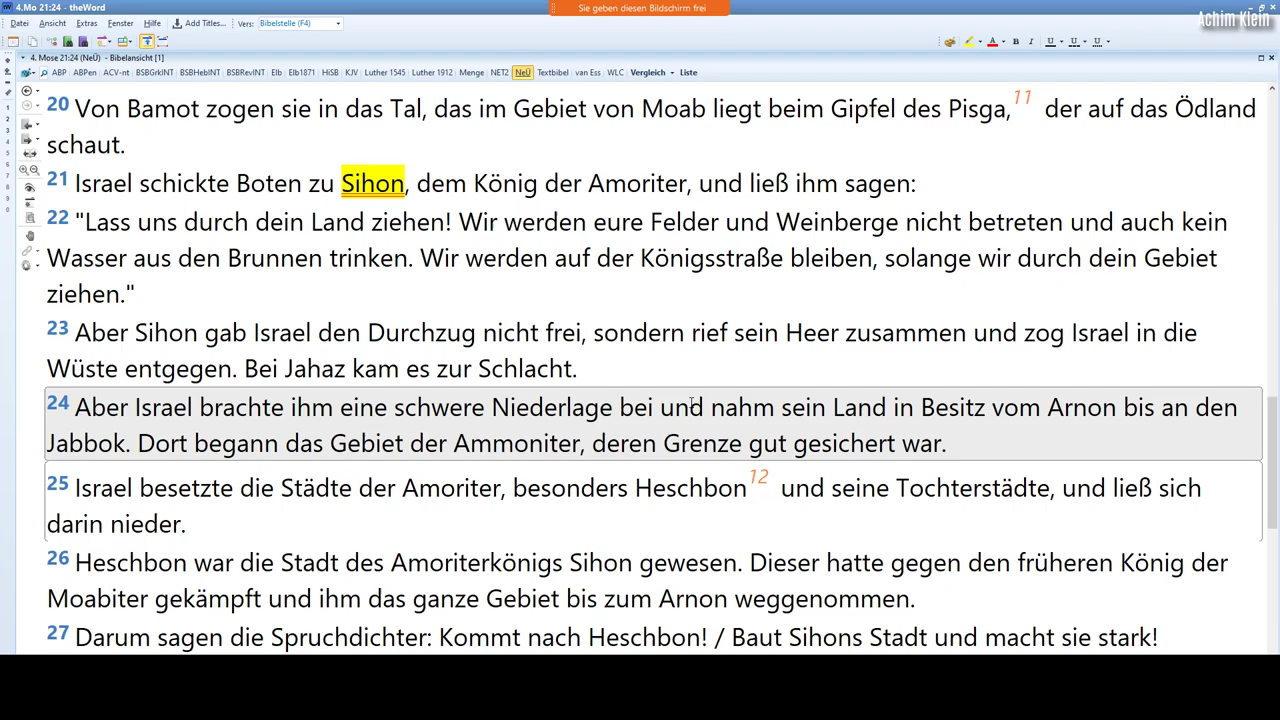 4.Mo 21:24 - theWord
Sie geben diesen Bildschirm frei
Achim Klein
Datei Ansicht Extras Fenster Hilfe Add Titles... Vers: Bibelstelle (F4)
4. Mose 21:24 (NeÜ) - Bibelansicht [1]
ABP ABPen ACV-nt BSBGrkINT BSBHebINT BSBRevINT Elb Elb1871 HiSB KJV Luther 1545 Luther 1912 Menge NET2 NeÜ Textbibel van Ess WLC Vergleich Liste
20 Von Bamot zogen sie in das Tal, das im Gebiet von Moab liegt beim Gipfel des Pisga,11 der auf das Ödland
schaut.
21 Israel schickte Boten zu Sihon, dem König der Amoriter, und ließ ihm sagen:
22 "Lass uns durch dein Land ziehen! Wir werden eure Felder und Weinberge nicht betreten und auch kein
Wasser aus den Brunnen trinken. Wir werden auf der Königsstraße bleiben, solange wir durch dein Gebiet
ziehen."
23 Aber Sihon gab Israel den Durchzug nicht frei, sondern rief sein Heer zusammen und zog Israel in die
Wüste entgegen. Bei Jahaz kam es zur Schlacht.
24 Aber Israel brachte ihm eine schwere Niederlage bei und nahm sein Land in Besitz vom Arnon bis an den
Jabbok. Dort begann das Gebiet der Ammoniter, deren Grenze gut gesichert war.
25 Israel besetzte die Städte der Amoriter, besonders Heschbon12 und seine Tochterstädte, und ließ sich
darin nieder.
26 Heschbon war die Stadt des Amoriterkönigs Sihon gewesen. Dieser hatte gegen den früheren König der
Moabiter gekämpft und ihm das ganze Gebiet bis zum Arnon weggenommen.
27 Darum sagen die Spruchdichter: Kommt nach Heschbon! / Baut Sihons Stadt und macht sie stark!